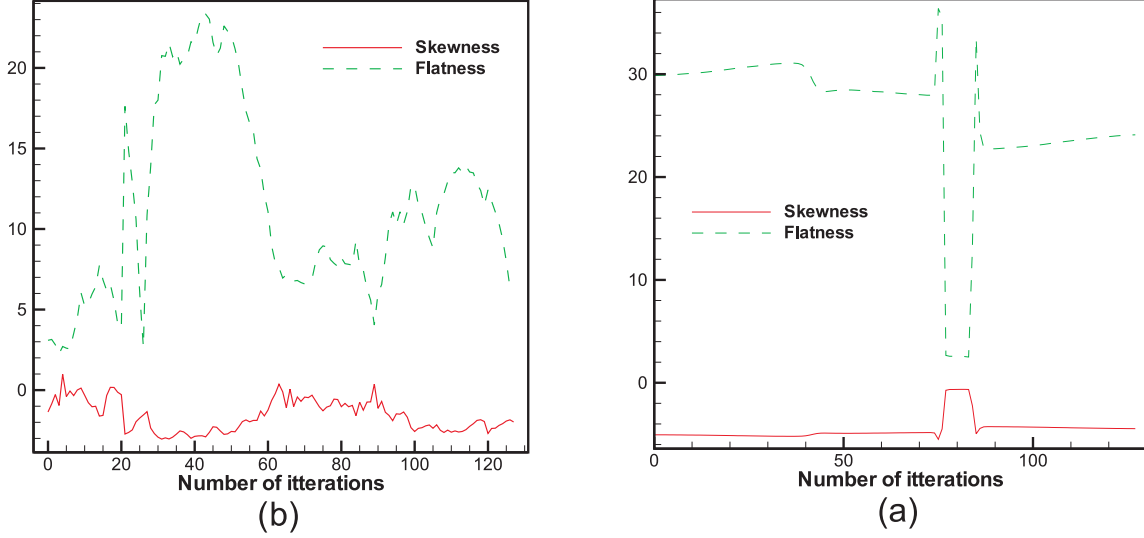 Skewness
Flatness
20
15
10
5
0
0 20 40 60 80 100 120
Number of itterations
(b)
30
20
Skewness
Flatness
10
0
0 50 100
Number of itterations
(a)